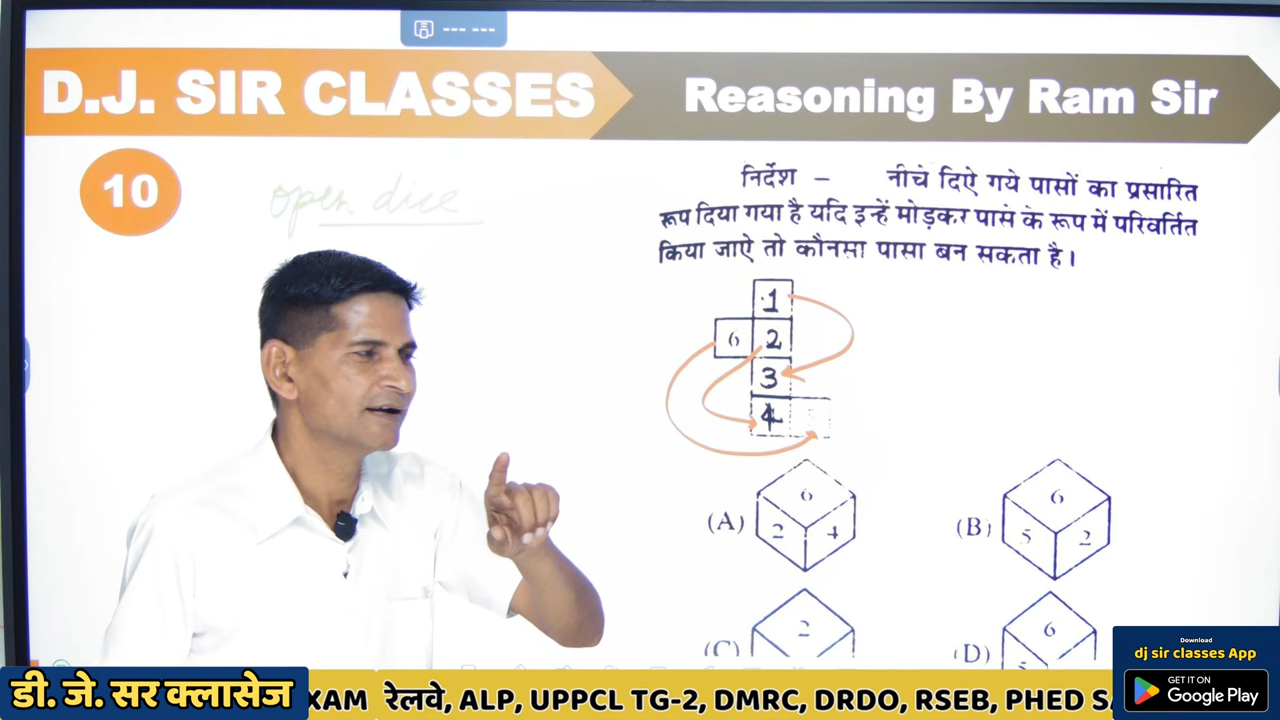 D.J. SIR CLASSES
Reasoning By Ram Sir
10
open dice
निर्देश – नीचे दिऐ गये पासों का प्रसारित
रूप दिया गया है यदि इन्हें मोड़कर पासे के रूप में परिवर्तित
किया जाऐ तो कौनसा पासा बन सकता है।
1
6 2
3
4
(A) 6 2 4
(B) 6 5 2
(C) 2
(D) 6 5
Download
dj sir classes App
GET IT ON
Google Play
डी. जे. सर क्लासेज
EXAM रेलवे, ALP, UPPCL TG-2, DMRC, DRDO, RSEB, PHED